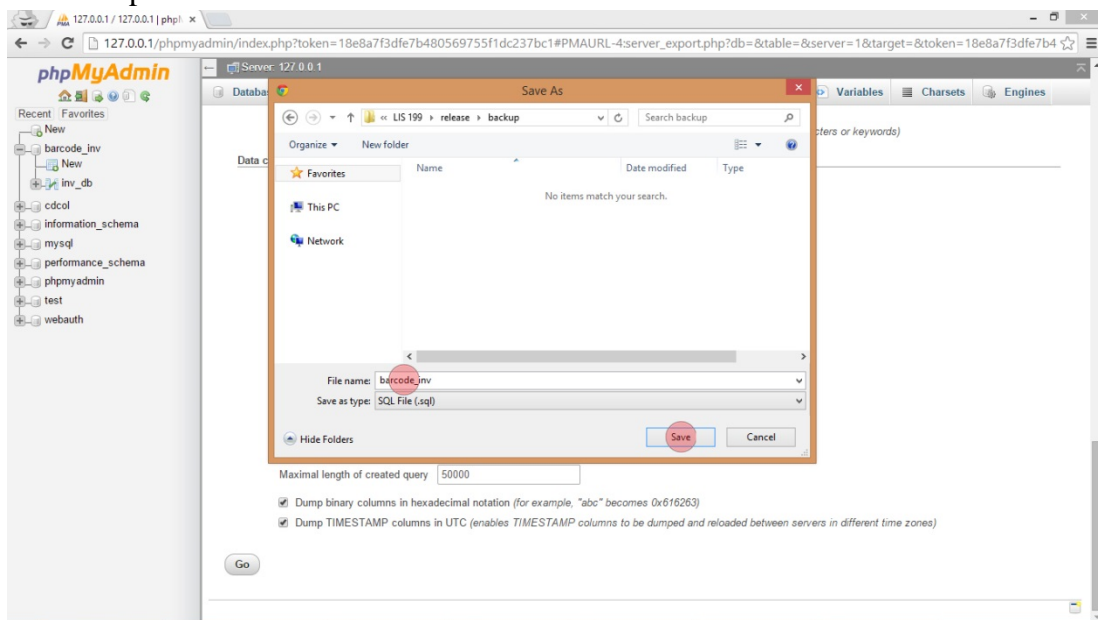 127.0.0.1 / 127.0.0.1 | phpM
127.0.0.1/phpmyadmin/index.php?token=18e8a7f3dfe7b480569755f1dc237bc1#PMAURL-4:server_export.php?db=&table=&server=1&target=&token=18e8a7f3dfe7b4
phpMyAdmin
Recent Favorites
New
barcode_inv
New
inv_db
cdcol
information_schema
mysql
performance_schema
phpmyadmin
test
webauth
Server: 127.0.0.1
Databa
Variables
Charsets
Engines
cters or keywords)
Data c
Save As
« LIS 199 ▸ release ▸ backup
Search backup
Organize ▾ New folder
Favorites
This PC
Network
Name Date modified Type
No items match your search.
File name: barcode_inv
Save as type: SQL File (.sql)
Hide Folders
Save
Cancel
Maximal length of created query 50000
Dump binary columns in hexadecimal notation (for example, "abc" becomes 0x616263)
Dump TIMESTAMP columns in UTC (enables TIMESTAMP columns to be dumped and reloaded between servers in different time zones)
Go